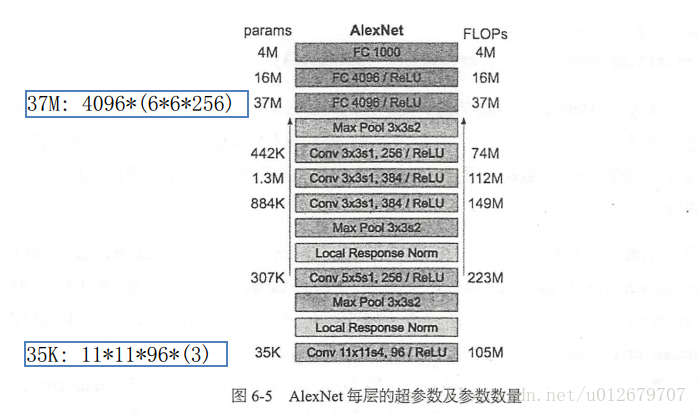 params AlexNet FLOPs
4M FC 1000 4M
16M FC 4096 / ReLU 16M
37M: 4096*(6*6*256) 37M FC 4096 / ReLU 37M
Max Pool 3x3s2
442K Conv 3x3s1, 256 / ReLU 74M
1.3M Conv 3x3s1, 384 / ReLU 112M
884K Conv 3x3s1, 384 / ReLU 149M
Max Pool 3x3s2
Local Response Norm
307K Conv 5x5s1, 256 / ReLU 223M
Max Pool 3x3s2
Local Response Norm
35K: 11*11*96*(3) 35K Conv 11x11s4, 96 / ReLU 105M
图 6-5 AlexNet 每层的超参数及参数数量
dn.net/u012679707